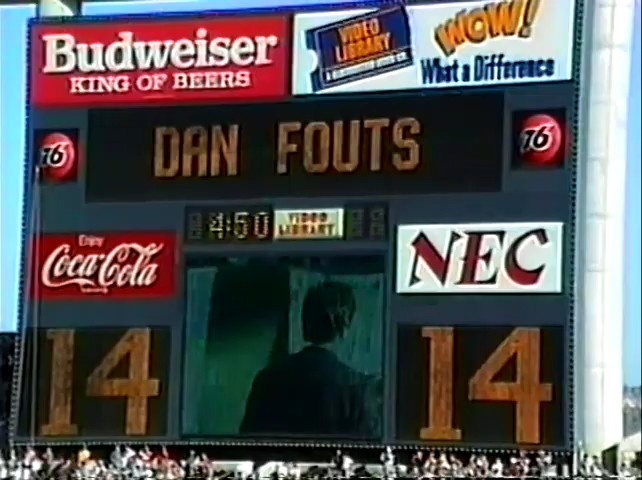 Budweiser
KING OF BEERS
VIDEO
LIBRARY
WOW!
What a Difference
DAN FOUTS
76
76
4:50
VIDEO
LIBRARY
Enjoy
Coca-Cola
NEC
14
14